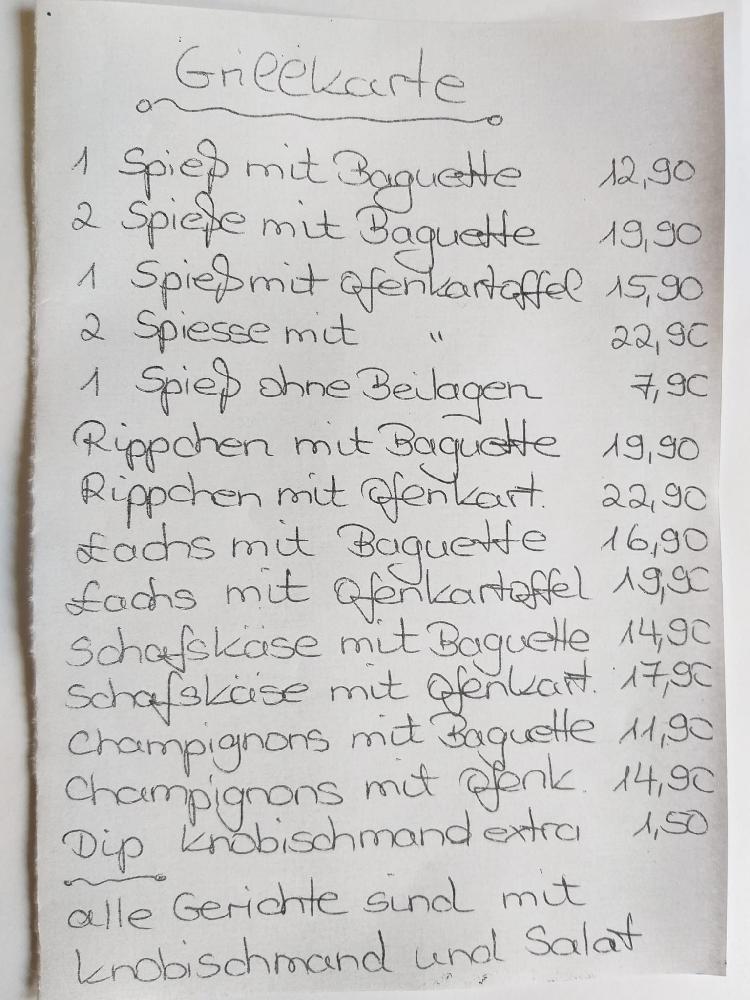 Grillkarte
1 Spieß mit Baguette 12,90
2 Spieße mit Baguette 19,90
1 Spieß mit Ofenkartoffel 15,90
2 Spiesse mit " 22,90
1 Spieß ohne Beilagen 7,90
Rippchen mit Baguette 19,90
Rippchen mit Ofenkart. 22,90
Lachs mit Baguette 16,90
Lachs mit Ofenkartoffel 19,90
Schafskäse mit Baguette 14,90
Schafskäise mit Ofenkart. 17,90
Champignons mit Baguette 11,90
Champignons mit Ofenk. 14,90
Dip Knobischmand extra 1,50
alle Gerichte sind mit
Knobischmand und Salat